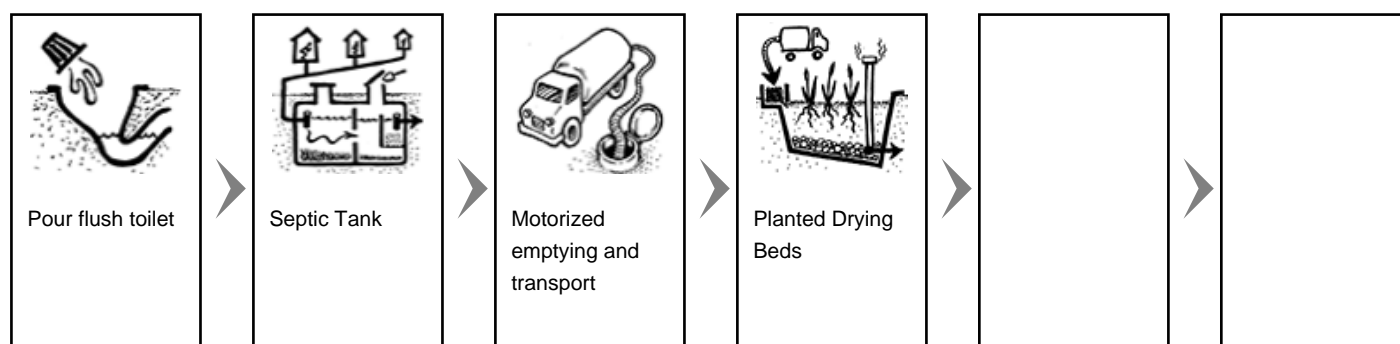 Pour flush toilet
Septic Tank
Motorized
emptying and
transport
Planted Drying
Beds